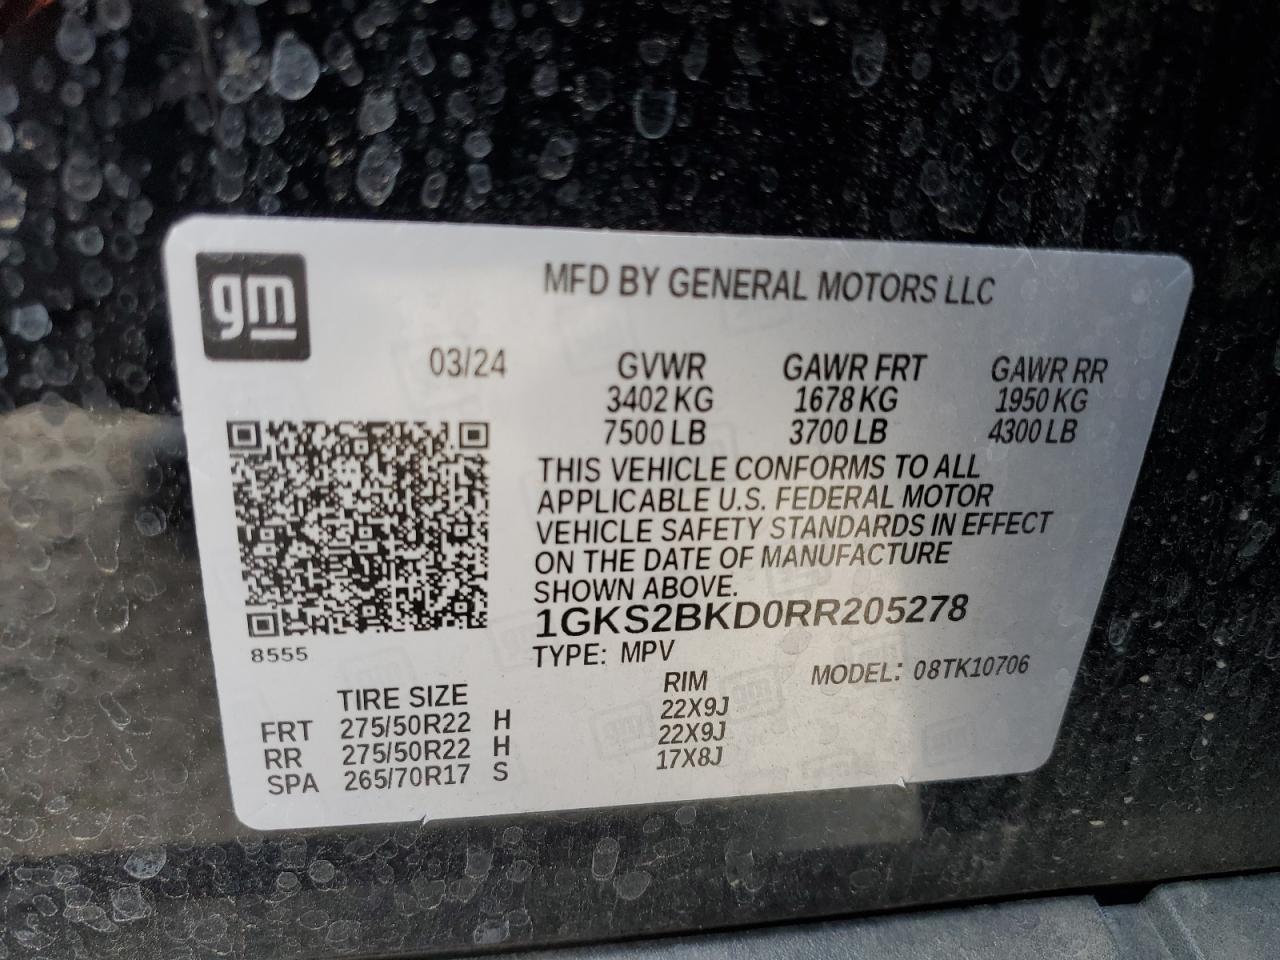 gm
MFD BY GENERAL MOTORS LLC
03/24
GVWR GAWR FRT GAWR RR
3402 KG 1678 KG 1950 KG
7500 LB 3700 LB 4300 LB
THIS VEHICLE CONFORMS TO ALL
APPLICABLE U.S. FEDERAL MOTOR
VEHICLE SAFETY STANDARDS IN EFFECT
ON THE DATE OF MANUFACTURE
SHOWN ABOVE.
1GKS2BKD0RR205278
8555
TYPE: MPV MODEL: 08TK10706
TIRE SIZE RIM
FRT 275/50R22 H 22X9J
RR 275/50R22 H 22X9J
SPA 265/70R17 S 17X8J